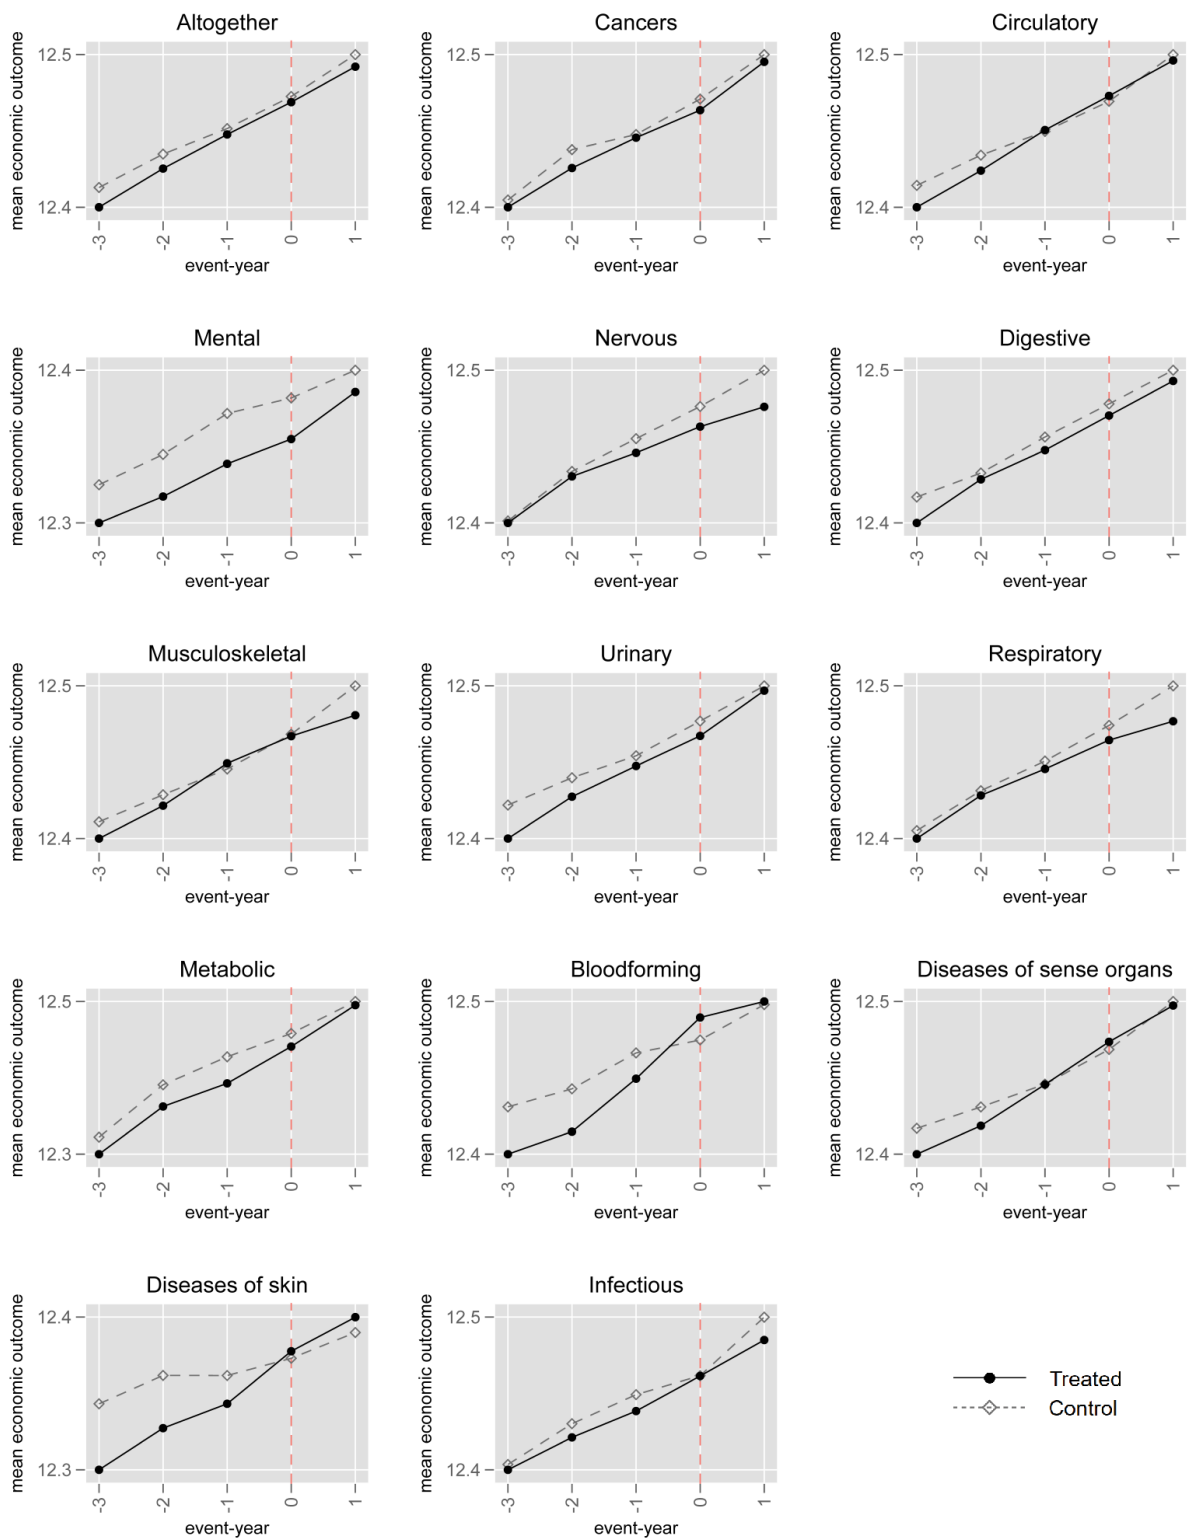 Altogether
mean economic outcome
12.5
12.4
-3
-2
-1
0
1
event-year
Cancers
mean economic outcome
12.5
12.4
-3
-2
-1
0
1
event-year
Circulatory
mean economic outcome
12.5
12.4
-3
-2
-1
0
1
event-year
Mental
mean economic outcome
12.4
12.3
-3
-2
-1
0
1
event-year
Nervous
mean economic outcome
12.5
12.4
-3
-2
-1
0
1
event-year
Digestive
mean economic outcome
12.5
12.4
-3
-2
-1
0
1
event-year
Musculoskeletal
mean economic outcome
12.5
12.4
-3
-2
-1
0
1
event-year
Urinary
mean economic outcome
12.5
12.4
-3
-2
-1
0
1
event-year
Respiratory
mean economic outcome
12.5
12.4
-3
-2
-1
0
1
event-year
Metabolic
mean economic outcome
12.5
12.3
-3
-2
-1
0
1
event-year
Bloodforming
mean economic outcome
12.5
12.4
-3
-2
-1
0
1
event-year
Diseases of sense organs
mean economic outcome
12.5
12.4
-3
-2
-1
0
1
event-year
Diseases of skin
mean economic outcome
12.4
12.3
-3
-2
-1
0
1
event-year
Infectious
mean economic outcome
12.5
12.4
-3
-2
-1
0
1
event-year
Treated
Control